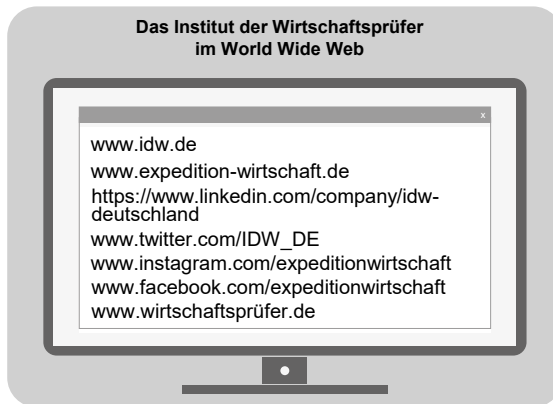 Das Institut der Wirtschaftsprüfer
im World Wide Web
x
www.idw.de
www.expedition-wirtschaft.de
https://www.linkedin.com/company/idw-
deutschland
www.twitter.com/IDW_DE
www.instagram.com/expeditionwirtschaft
www.facebook.com/expeditionwirtschaft
www.wirtschaftsprüfer.de